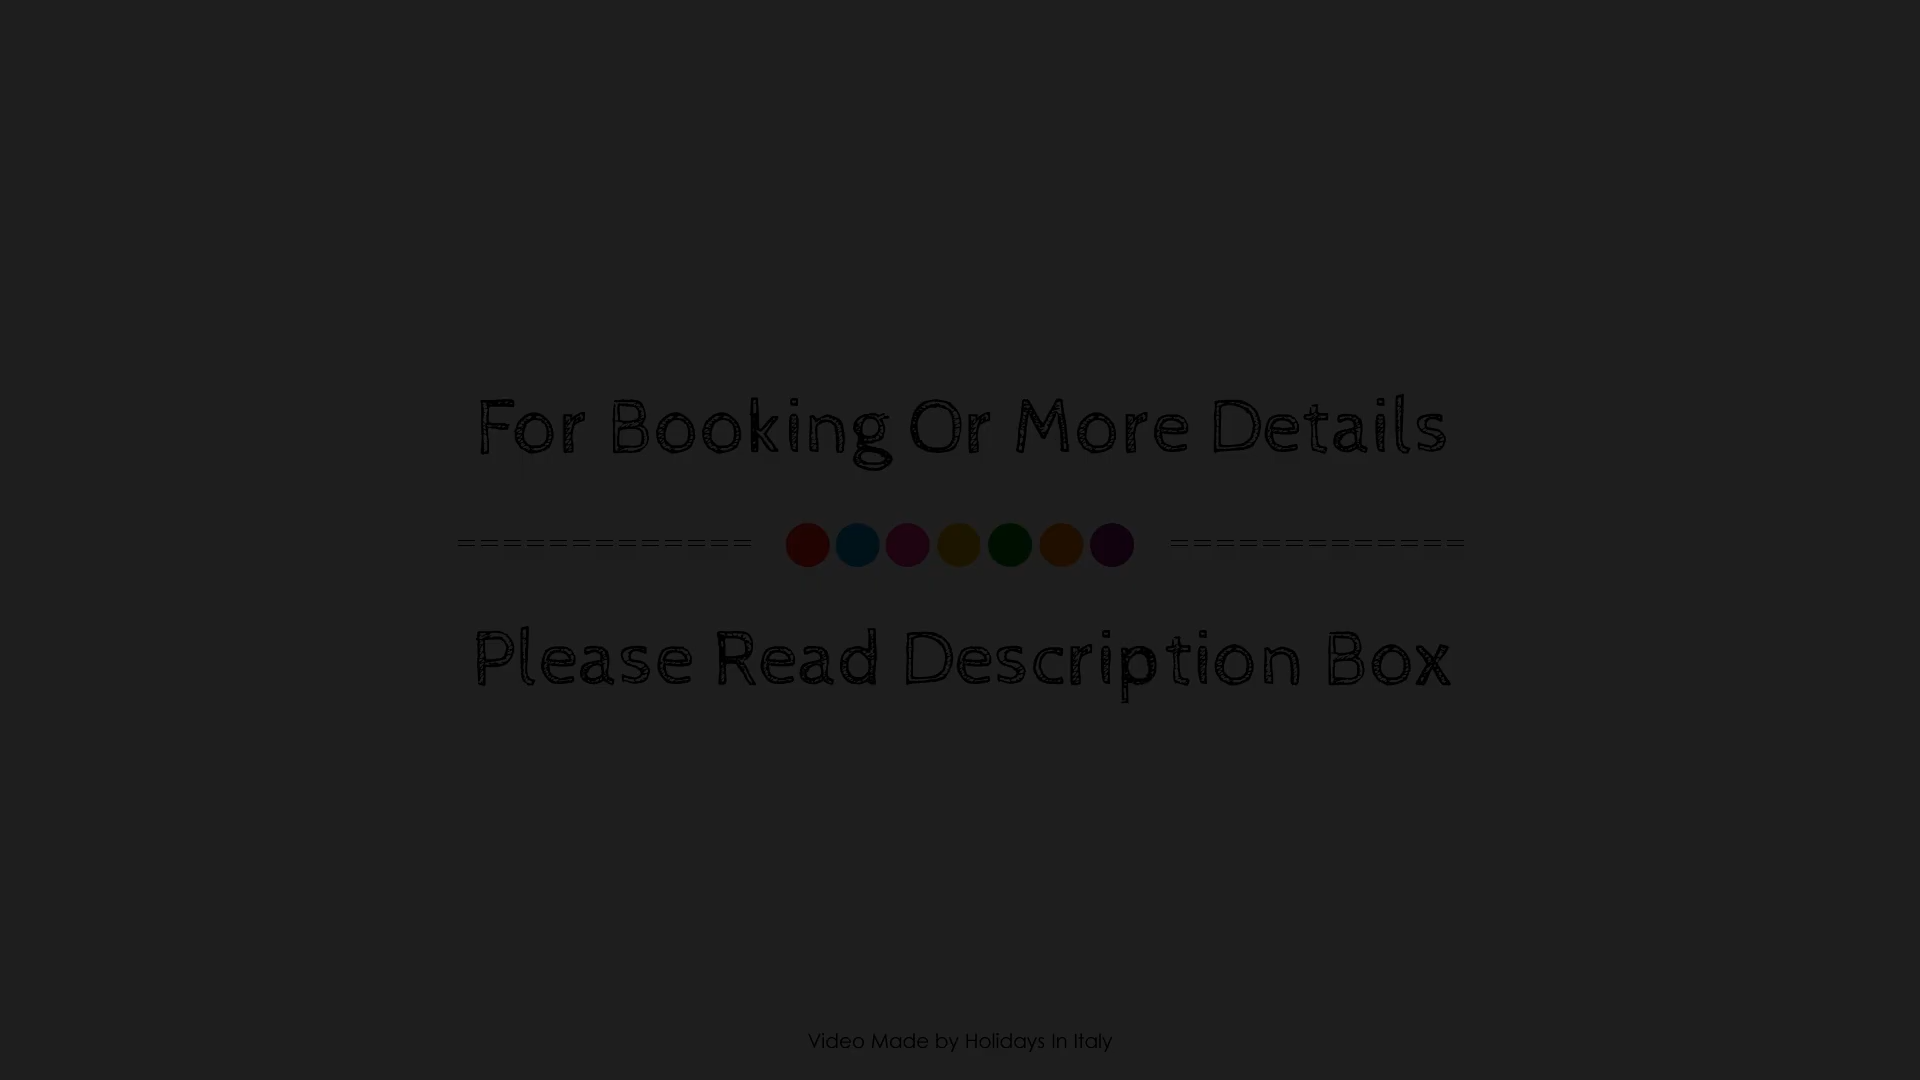 For Booking Or More Details
============= =============
Please Read Description Box
Video Made by Holidays In Italy